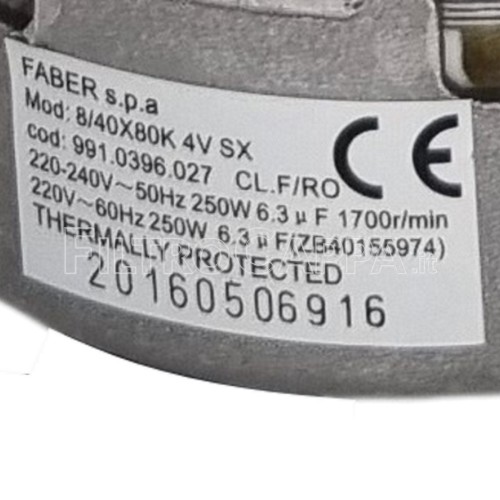 FABER s.p.a
Mod: 8/40X80K 4V SX
cod: 991.0396.027 CL.F/RO CE
220-240V~50Hz 250W 6.3 μ F 1700r/min
220V~60Hz 250W 6.3 μ F(ZB40155974)
THERMALLY PROTECTED
20160506916